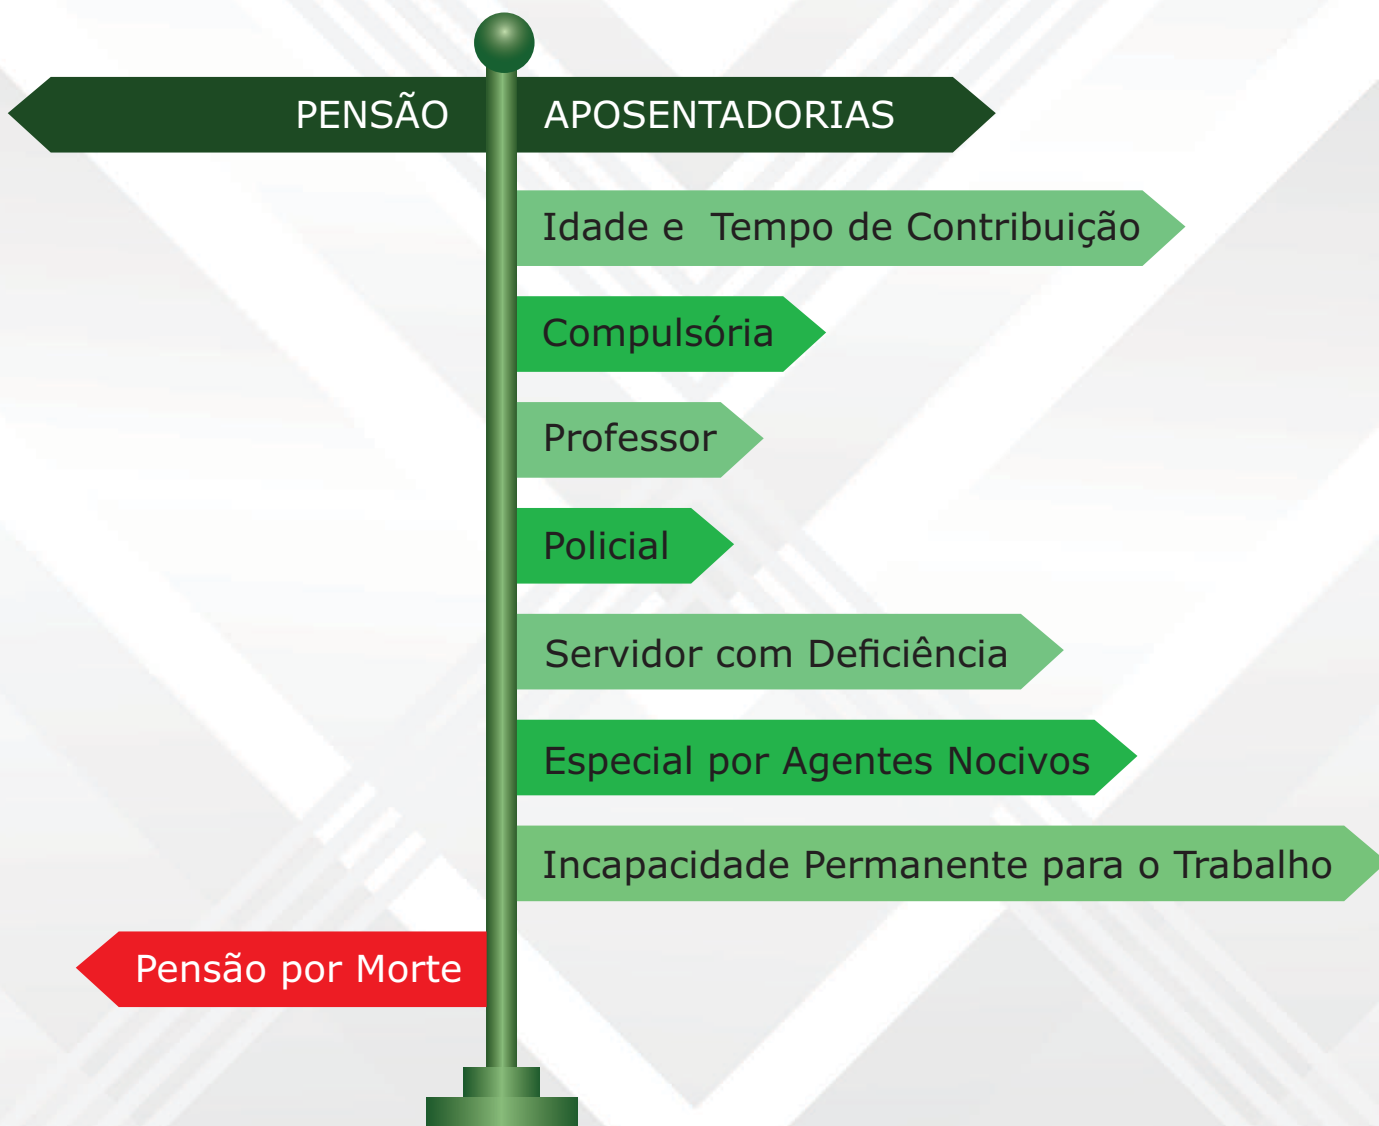 PENSÃO APOSENTADORIAS
Idade e Tempo de Contribuição
Compulsória
Professor
Policial
Servidor com Deficiência
Especial por Agentes Nocivos
Incapacidade Permanente para o Trabalho
Pensão por Morte